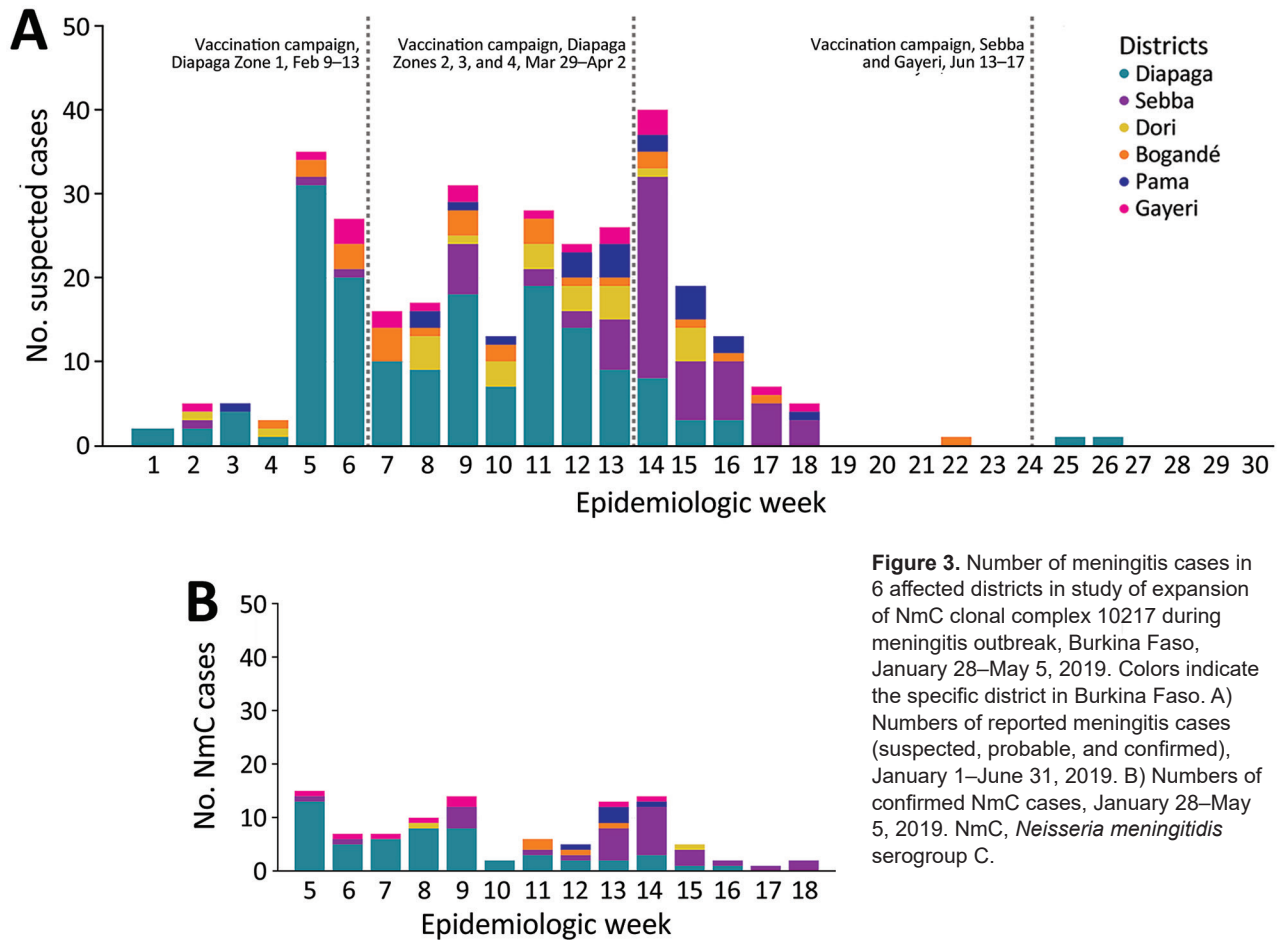 A
Vaccination campaign,
Diapaga Zone 1, Feb 9–13
Vaccination campaign, Diapaga
Zones 2, 3, and 4, Mar 29–Apr 2
Vaccination campaign, Sebba
and Gayeri, Jun 13–17
Districts
Diapaga
Sebba
Dori
Bogandé
Pama
Gayeri
No. suspected cases
50
40
30
20
10
0
1 2 3 4 5 6 7 8 9 10 11 12 13 14 15 16 17 18 19 20 21 22 23 24 25 26 27 28 29 30
Epidemiologic week
B
No. NmC cases
50
40
30
20
10
0
5 6 7 8 9 10 11 12 13 14 15 16 17 18
Epidemiologic week
Figure 3. Number of meningitis cases in
6 affected districts in study of expansion
of NmC clonal complex 10217 during
meningitis outbreak, Burkina Faso,
January 28–May 5, 2019. Colors indicate
the specific district in Burkina Faso. A)
Numbers of reported meningitis cases
(suspected, probable, and confirmed),
January 1–June 31, 2019. B) Numbers of
confirmed NmC cases, January 28–May
5, 2019. NmC, Neisseria meningitidis
serogroup C.